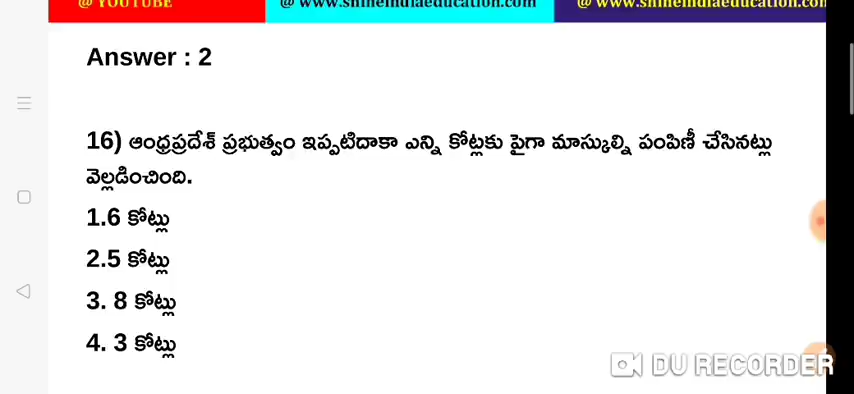 @ YOUTUBE @ www.shineindiaeducation.com @ www.shineindiaeducation.com
Answer : 2
16) ఆంధ్రప్రదేశ్ ప్రభుత్వం ఇప్పటిదాకా ఎన్ని కోట్లకు పైగా మాస్కుల్ని పంపిణీ చేసినట్లు
వెల్లడించింది.
1.6 కోట్లు
2.5 కోట్లు
3. 8 కోట్లు
4. 3 కోట్లు
DU RECORDER